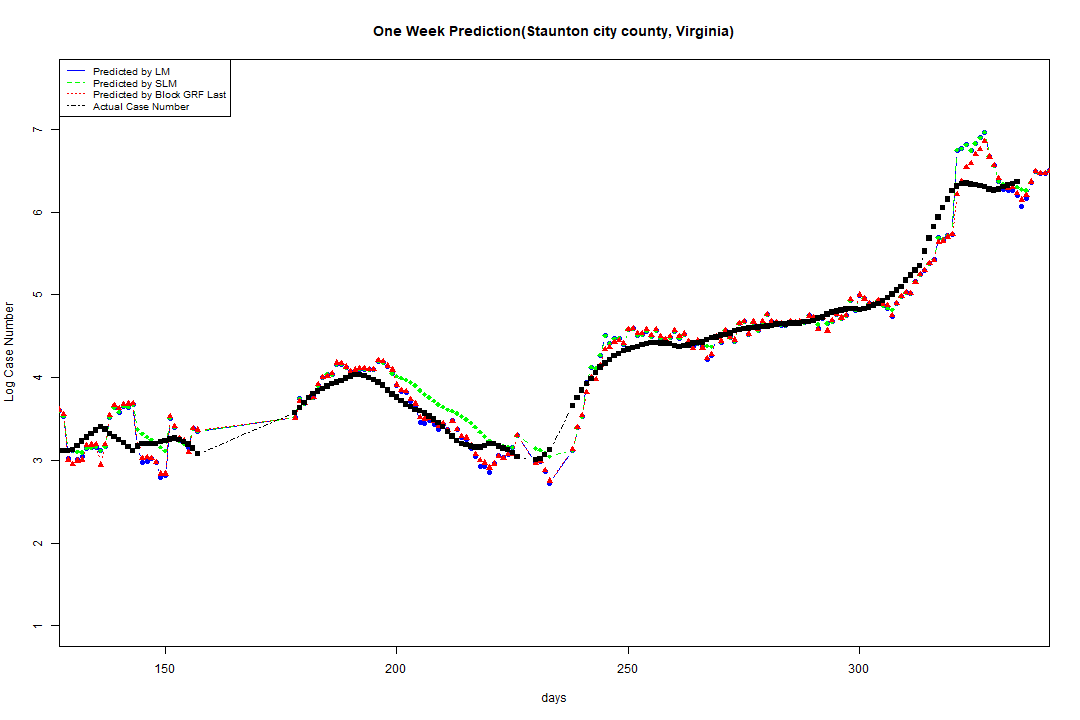 One Week Prediction(Staunton city county, Virginia)
Predicted by LM
Predicted by SLM
Predicted by Block GRF Last
Actual Case Number
7
6
5
4
3
2
1
Log Case Number
150 200 250 300
days